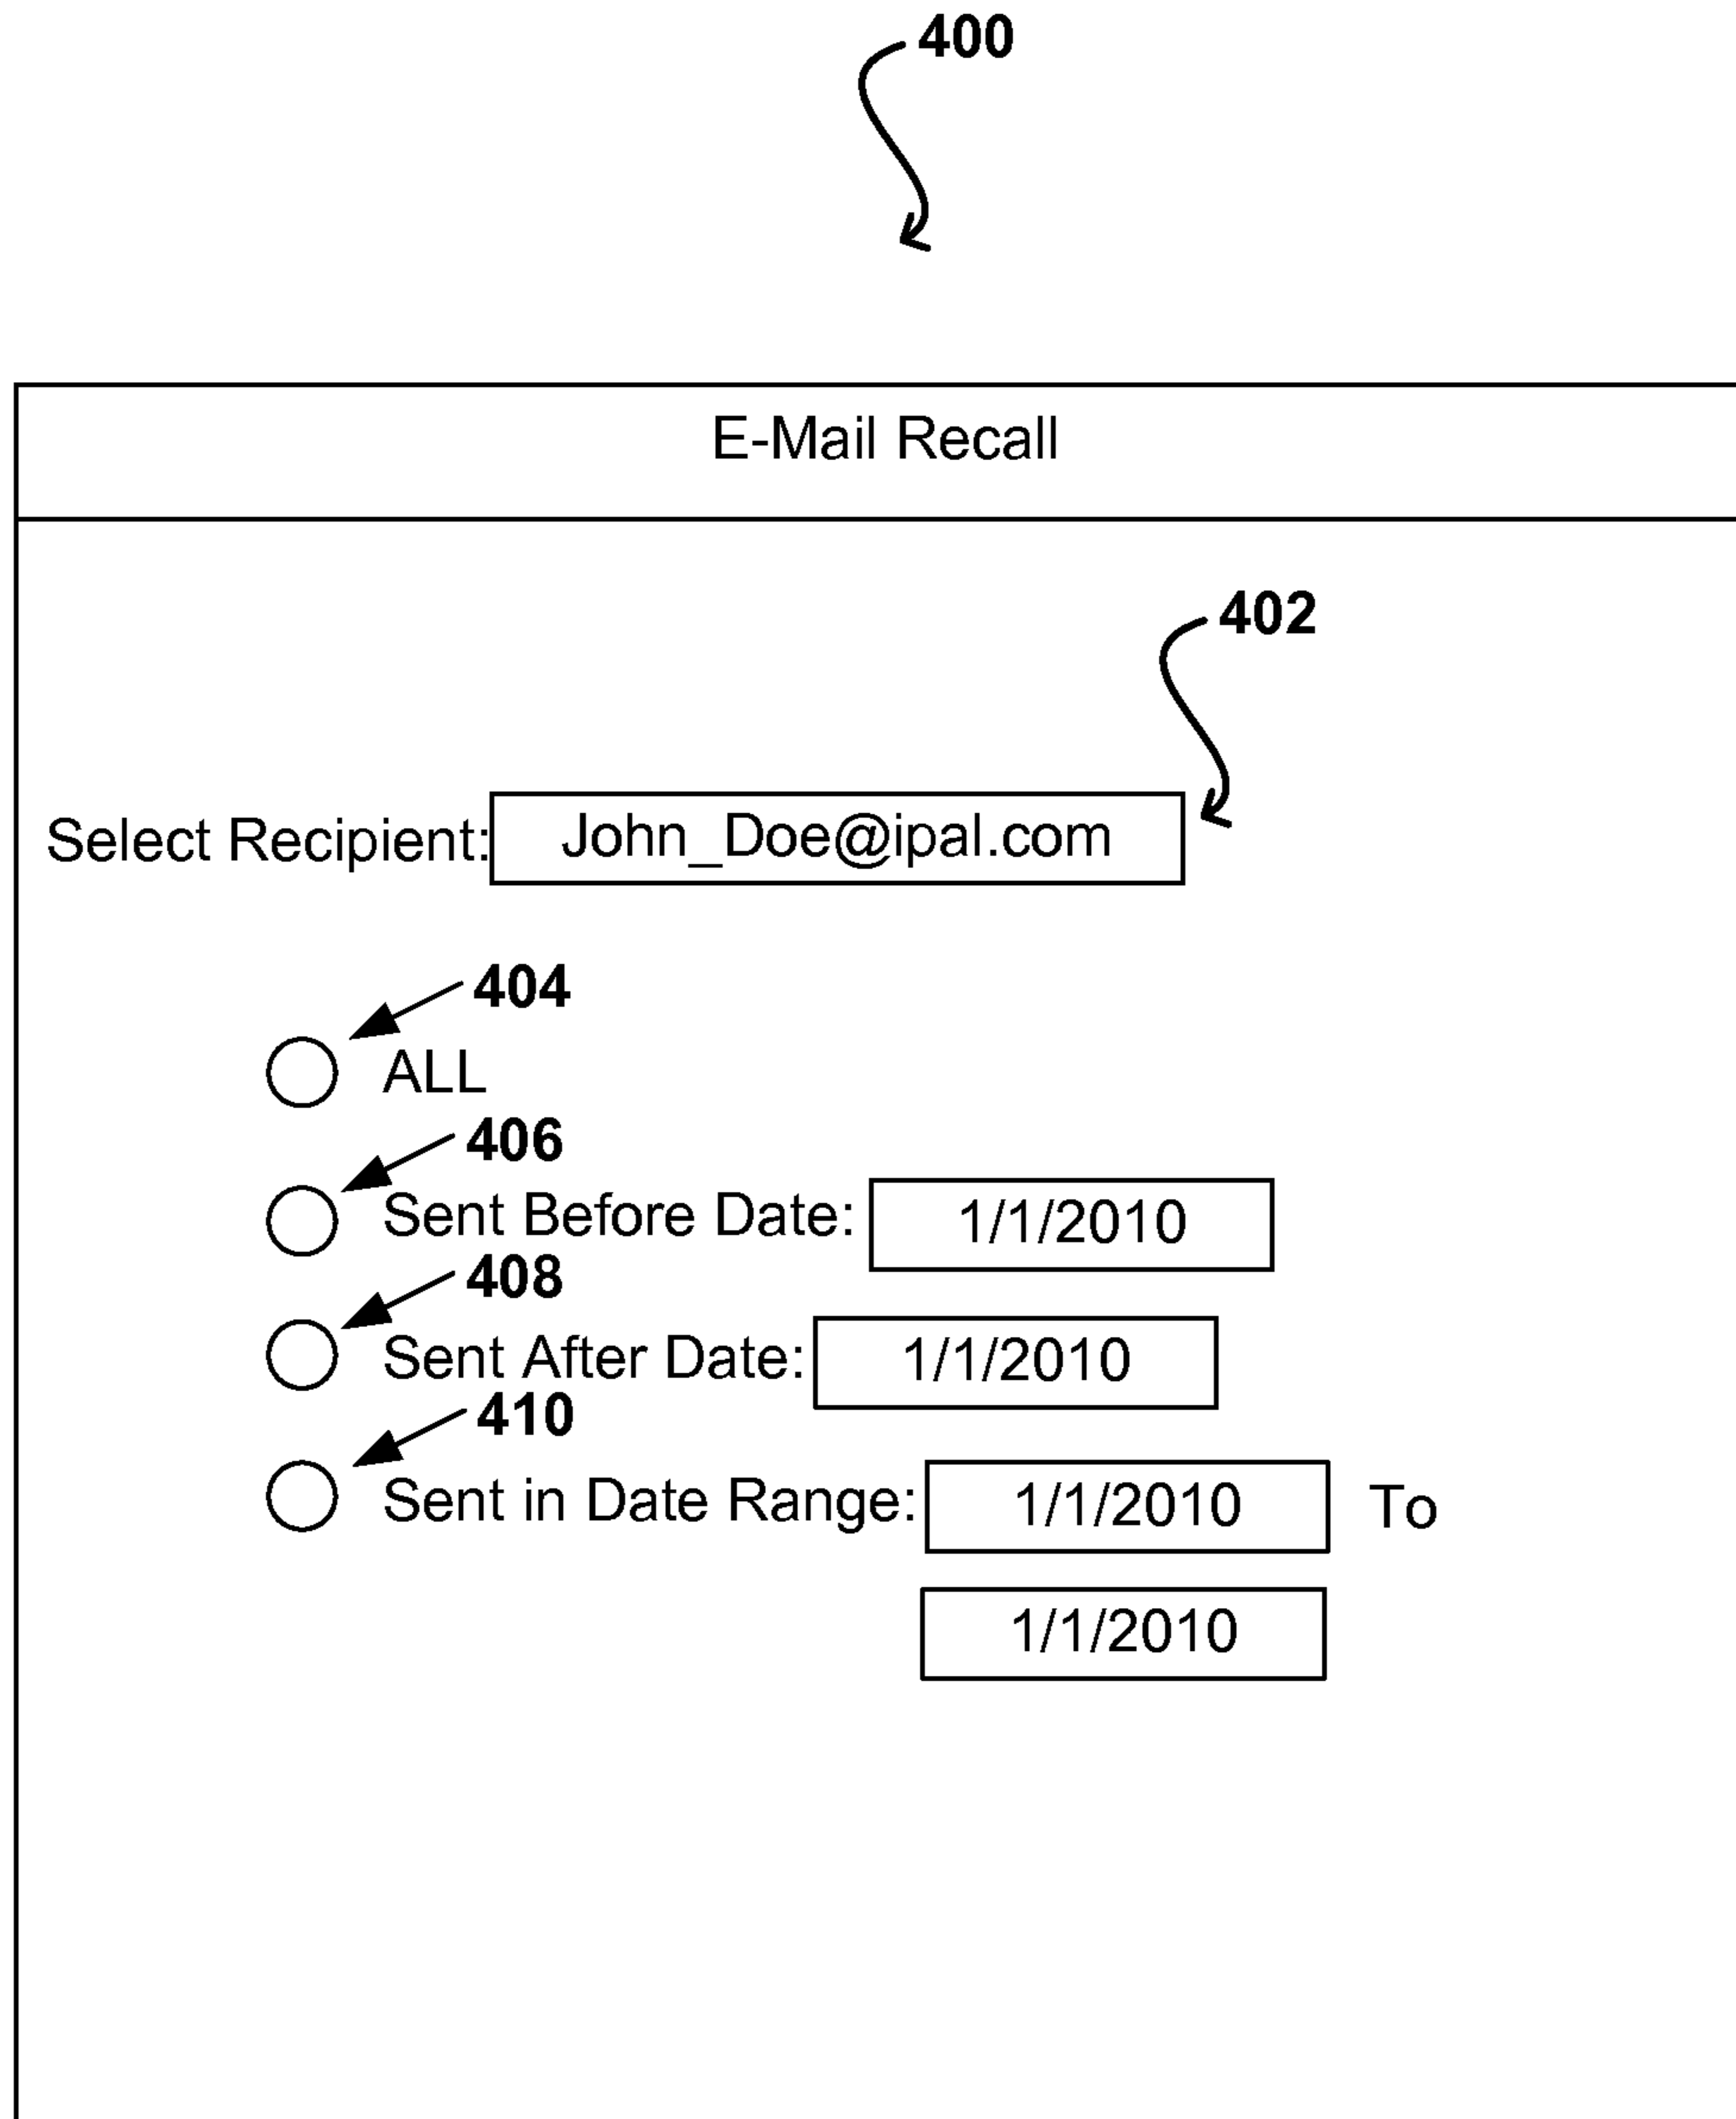 400
E-Mail Recall
402
Select Recipient: John_Doe@ipal.com
404
ALL
406
Sent Before Date: 1/1/2010
408
Sent After Date: 1/1/2010
410
Sent in Date Range: 1/1/2010 To
1/1/2010